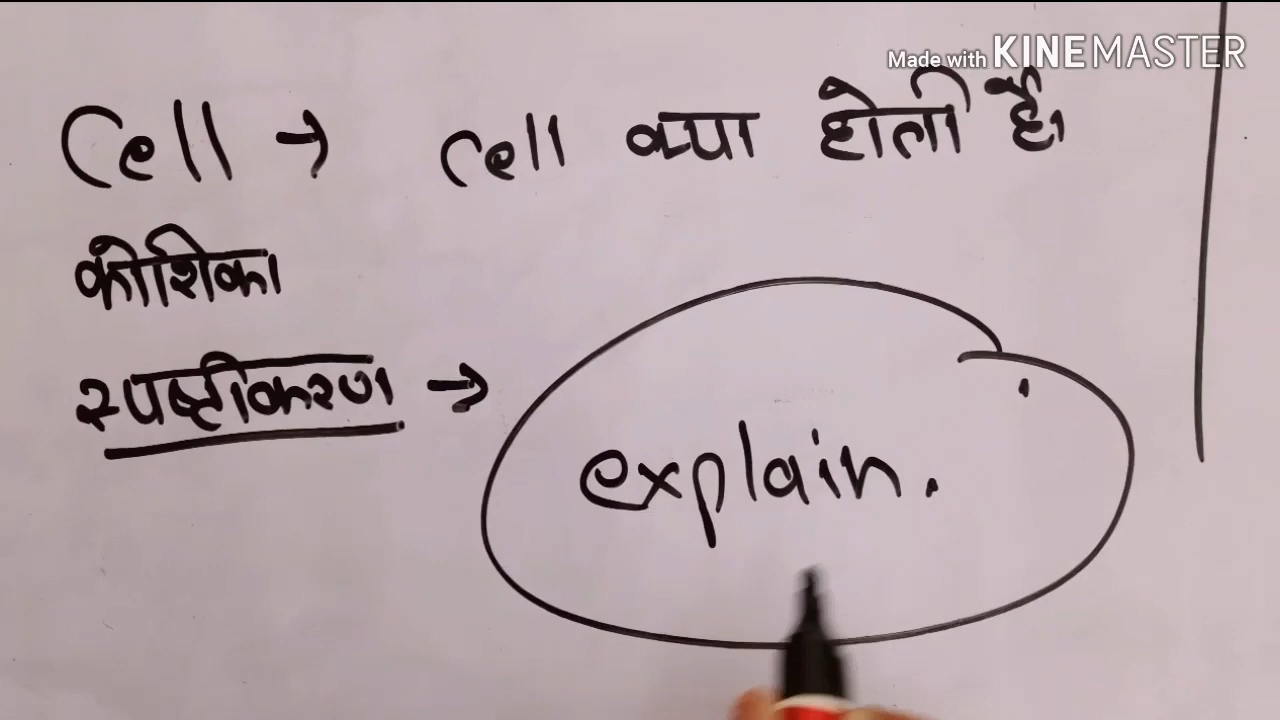 Made with KINEMASTER
Cell → cell क्या होती है।
कोशिका
स्पष्टीकरण → explain.